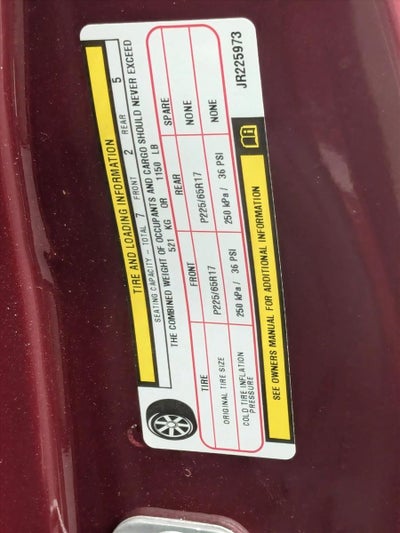 TIRE AND LOADING INFORMATION
SEATING CAPACITY - TOTAL 7 FRONT 2 REAR 5
THE COMBINED WEIGHT OF OCCUPANTS AND CARGO SHOULD NEVER EXCEED
521 KG OR 1150 LB
TIRE FRONT REAR SPARE
ORIGINAL TIRE SIZE P225/65R17 P225/65R17 NONE
COLD TIRE INFLATION PRESSURE 250 kPa / 36 PSI 250 kPa / 36 PSI NONE
SEE OWNERS MANUAL FOR ADDITIONAL INFORMATION
JR225973